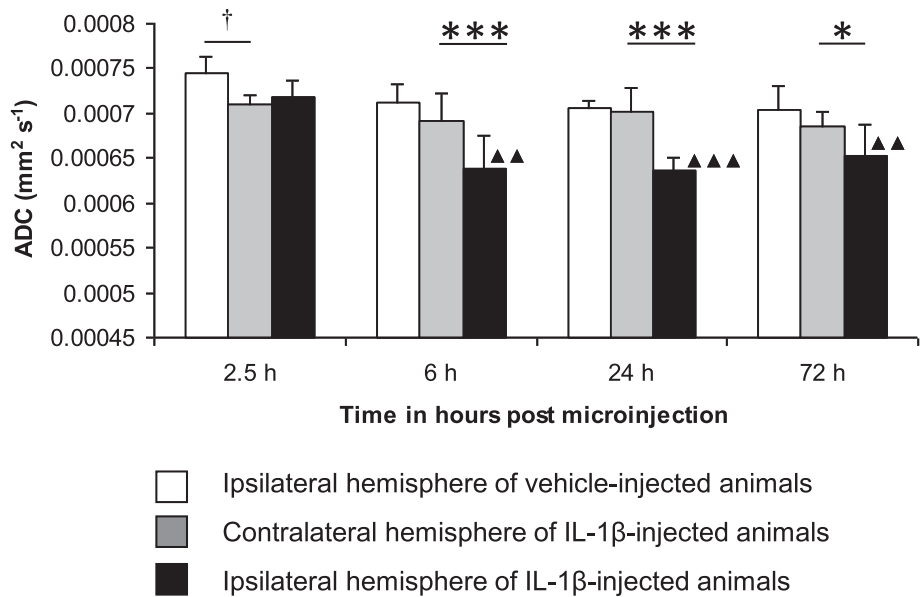 †
*** *** *
0.0008
0.00075
0.0007
0.00065
0.0006
0.00055
0.0005
0.00045
ADC (mm² s⁻¹)
▲▲ ▲▲▲ ▲▲
2.5 h 6 h 24 h 72 h
Time in hours post microinjection
Ipsilateral hemisphere of vehicle-injected animals
Contralateral hemisphere of IL-1β-injected animals
Ipsilateral hemisphere of IL-1β-injected animals